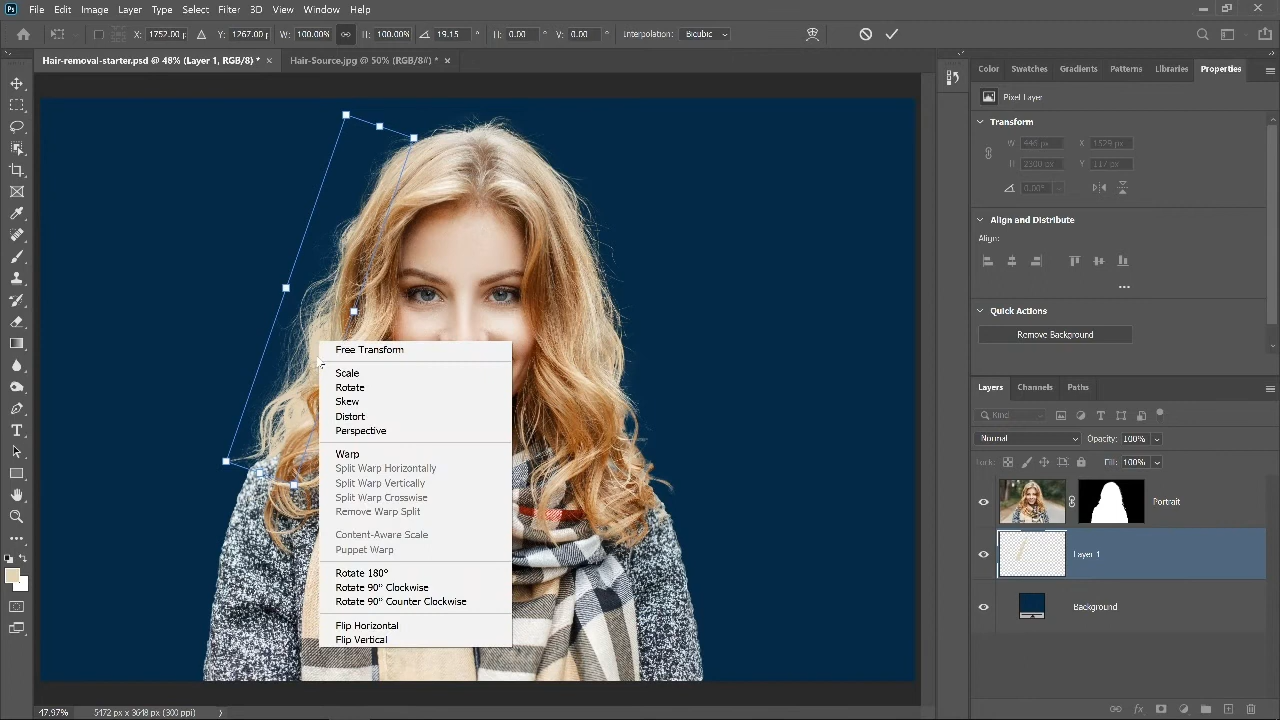 Ps File Edit Image Layer Type Select Filter 3D View Window Help
X: 1752.00 p Y: 1267.00 p W: 100.00% H: 100.00% 19.15 ° H: 0.00 ° V: 0.00 ° Interpolation: Bicubic
Hair-removal-starter.psd @ 48% (Layer 1, RGB/8) * × Hair-Source.jpg @ 50% (RGB/8#) * ×
Color Swatches Gradients Patterns Libraries Properties
Pixel Layer
Transform
W 446 px X 1529 px
H 2300 px Y 117 px
0.00°
Align and Distribute
Align:
Quick Actions
Remove Background
Free Transform
Scale
Rotate
Skew
Distort
Perspective
Warp
Split Warp Horizontally
Split Warp Vertically
Split Warp Crosswise
Remove Warp Split
Content-Aware Scale
Puppet Warp
Rotate 180°
Rotate 90° Clockwise
Rotate 90° Counter Clockwise
Flip Horizontal
Flip Vertical
Layers Channels Paths
Kind
Normal Opacity: 100%
Lock: Fill: 100%
Portrait
Layer 1
Background
47.97% 5172 px x 3618 px (300 ppi)